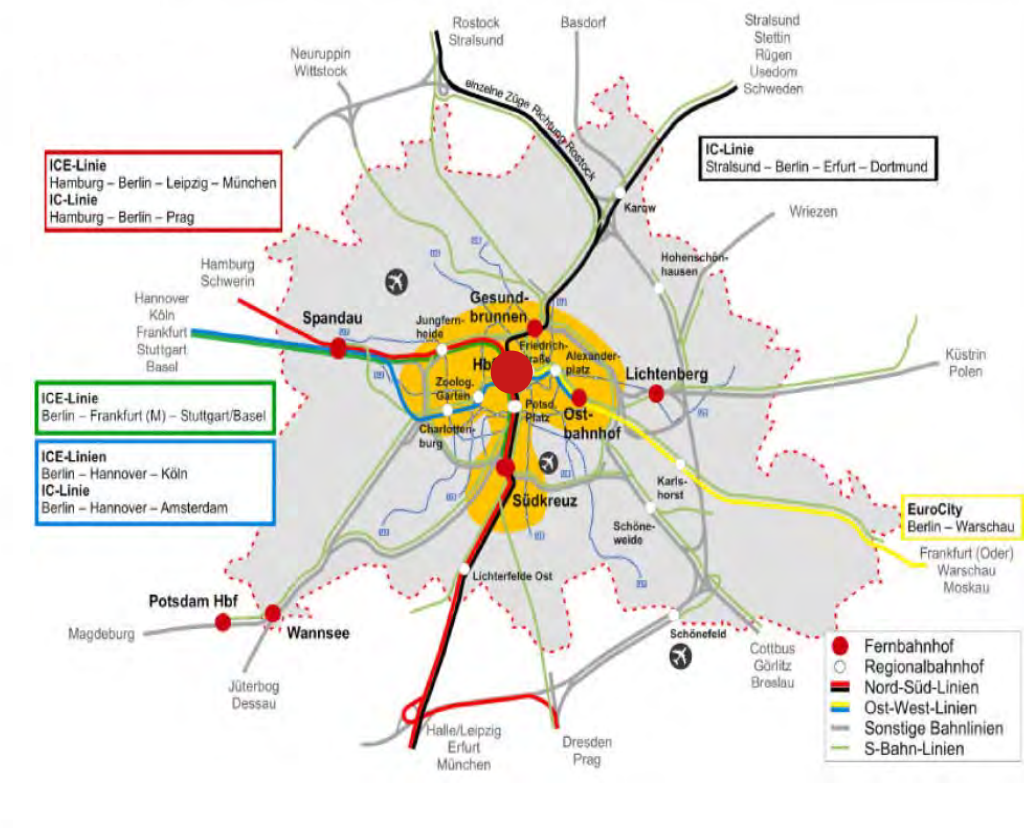 Rostock
Stralsund
Basdorf
Stralsund
Stettin
Rügen
Usedom
Schweden
Neuruppin
Wittstock
einzelne Züge Richtung Rostock
ICE-Linie
Hamburg – Berlin – Leipzig – München
IC-Linie
Hamburg – Berlin – Prag
IC-Linie
Stralsund – Berlin – Erfurt – Dortmund
Karow
Wriezen
Hohenschön-
hausen
Hamburg
Schwerin
Hannover
Köln
Frankfurt
Stuttgart
Basel
Spandau
Jungfern-
heide
Gesund-
brunnen
Friedrich-
straße
Alexander-
platz
Hbf
Lichtenberg
Küstrin
Polen
Zoolog.
Garten
Potsd.
Platz
Ost-
bahnhof
Charlotten-
burg
ICE-Linie
Berlin – Frankfurt (M) – Stuttgart/Basel
ICE-Linien
Berlin – Hannover – Köln
IC-Linie
Berlin – Hannover – Amsterdam
Südkreuz
Karls-
horst
Schöne-
weide
EuroCity
Berlin – Warschau
Frankfurt (Oder)
Warschau
Moskau
Lichterfelde Ost
Potsdam Hbf
Wannsee
Magdeburg
Jüterbog
Dessau
Schönefeld
Cottbus
Görlitz
Breslau
Halle/Leipzig
Erfurt
München
Dresden
Prag
Fernbahnhof
Regionalbahnhof
Nord-Süd-Linien
Ost-West-Linien
Sonstige Bahnlinien
S-Bahn-Linien